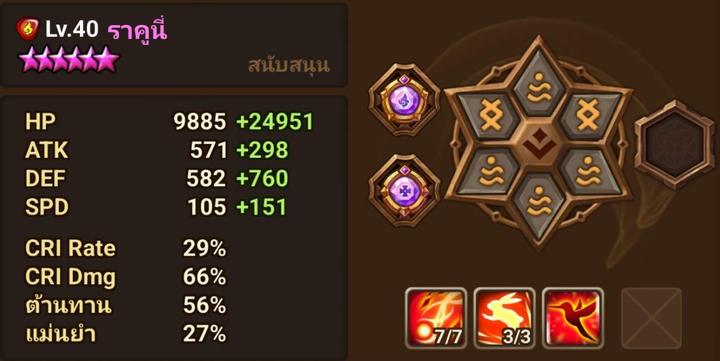 Lv.40 ราคูนี่
สนับสนุน
HP 9885 +24951
ATK 571 +298
DEF 582 +760
SPD 105 +151
CRI Rate 29%
CRI Dmg 66%
ต้านทาน 56%
แม่นยำ 27%
7/7 3/3